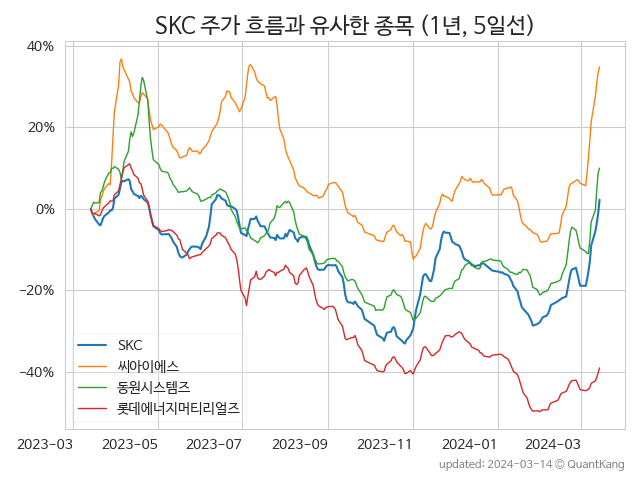 SKC 주가 흐름과 유사한 종목 (1년, 5일선)
40%
20%
0%
−20%
−40%
SKC
씨아이에스
동원시스템즈
롯데에너지머티리얼즈
2023-03 2023-05 2023-07 2023-09 2023-11 2024-01 2024-03
updated: 2024-03-14 © QuantKang